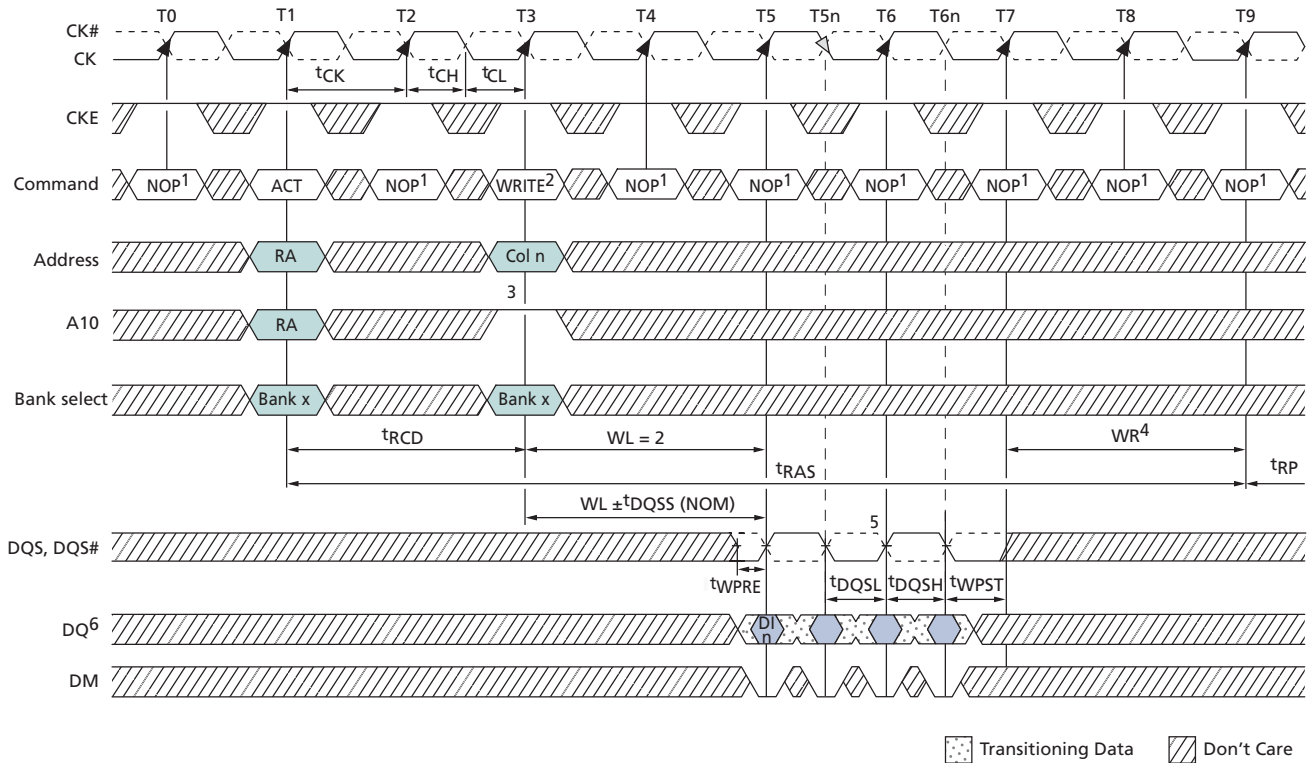 T0 T1 T2 T3 T4 T5 T5n T6 T6n T7 T8 T9
CK#
CK
tCK tCH tCL
CKE
Command NOP1 ACT NOP1 WRITE2 NOP1 NOP1 NOP1 NOP1 NOP1 NOP1
Address RA Col n
3
A10 RA
Bank select Bank x Bank x
tRCD WL = 2 WR4
tRAS tRP
WL ±tDQSS (NOM)
5
DQS, DQS#
tWPRE tDQSL tDQSH tWPST
DQ6 DI
n
DM
Transitioning Data Don't Care